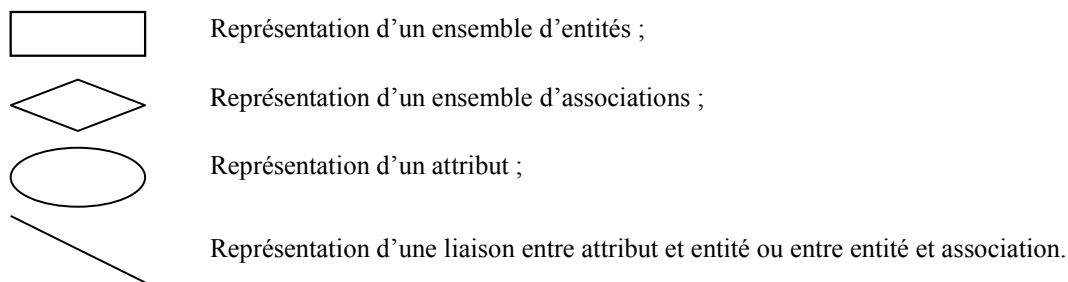 Représentation d’un ensemble d’entités ;
Représentation d’un ensemble d’associations ;
Représentation d’un attribut ;
Représentation d’une liaison entre attribut et entité ou entre entité et association.